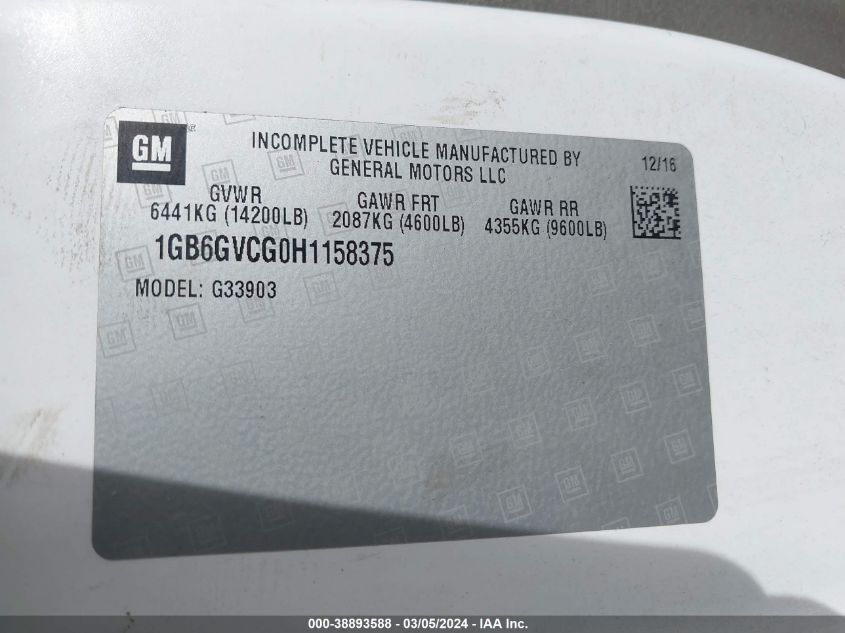 GM
INCOMPLETE VEHICLE MANUFACTURED BY
GENERAL MOTORS LLC
12/16
GVWR
6441KG (14200LB)
GAWR FRT
2087KG (4600LB)
GAWR RR
4355KG (9600LB)
1GB6GVCG0H1158375
MODEL: G33903
000-38893588 - 03/05/2024 - IAA Inc.